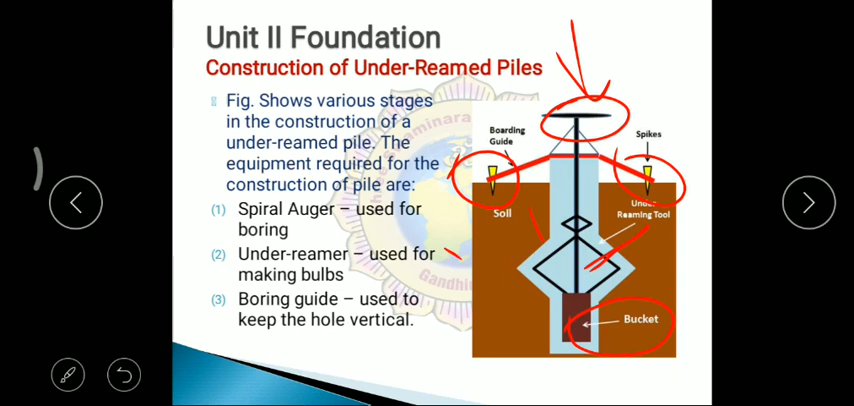 Unit II Foundation
Construction of Under-Reamed Piles
Fig. Shows various stages
in the construction of a
under-reamed pile. The
equipment required for the
construction of pile are:
(1) Spiral Auger – used for
boring
(2) Under-reamer – used for
making bulbs
(3) Boring guide – used to
keep the hole vertical.
Boarding
Guide
Spikes
Soil
Under
Reaming Tool
Bucket